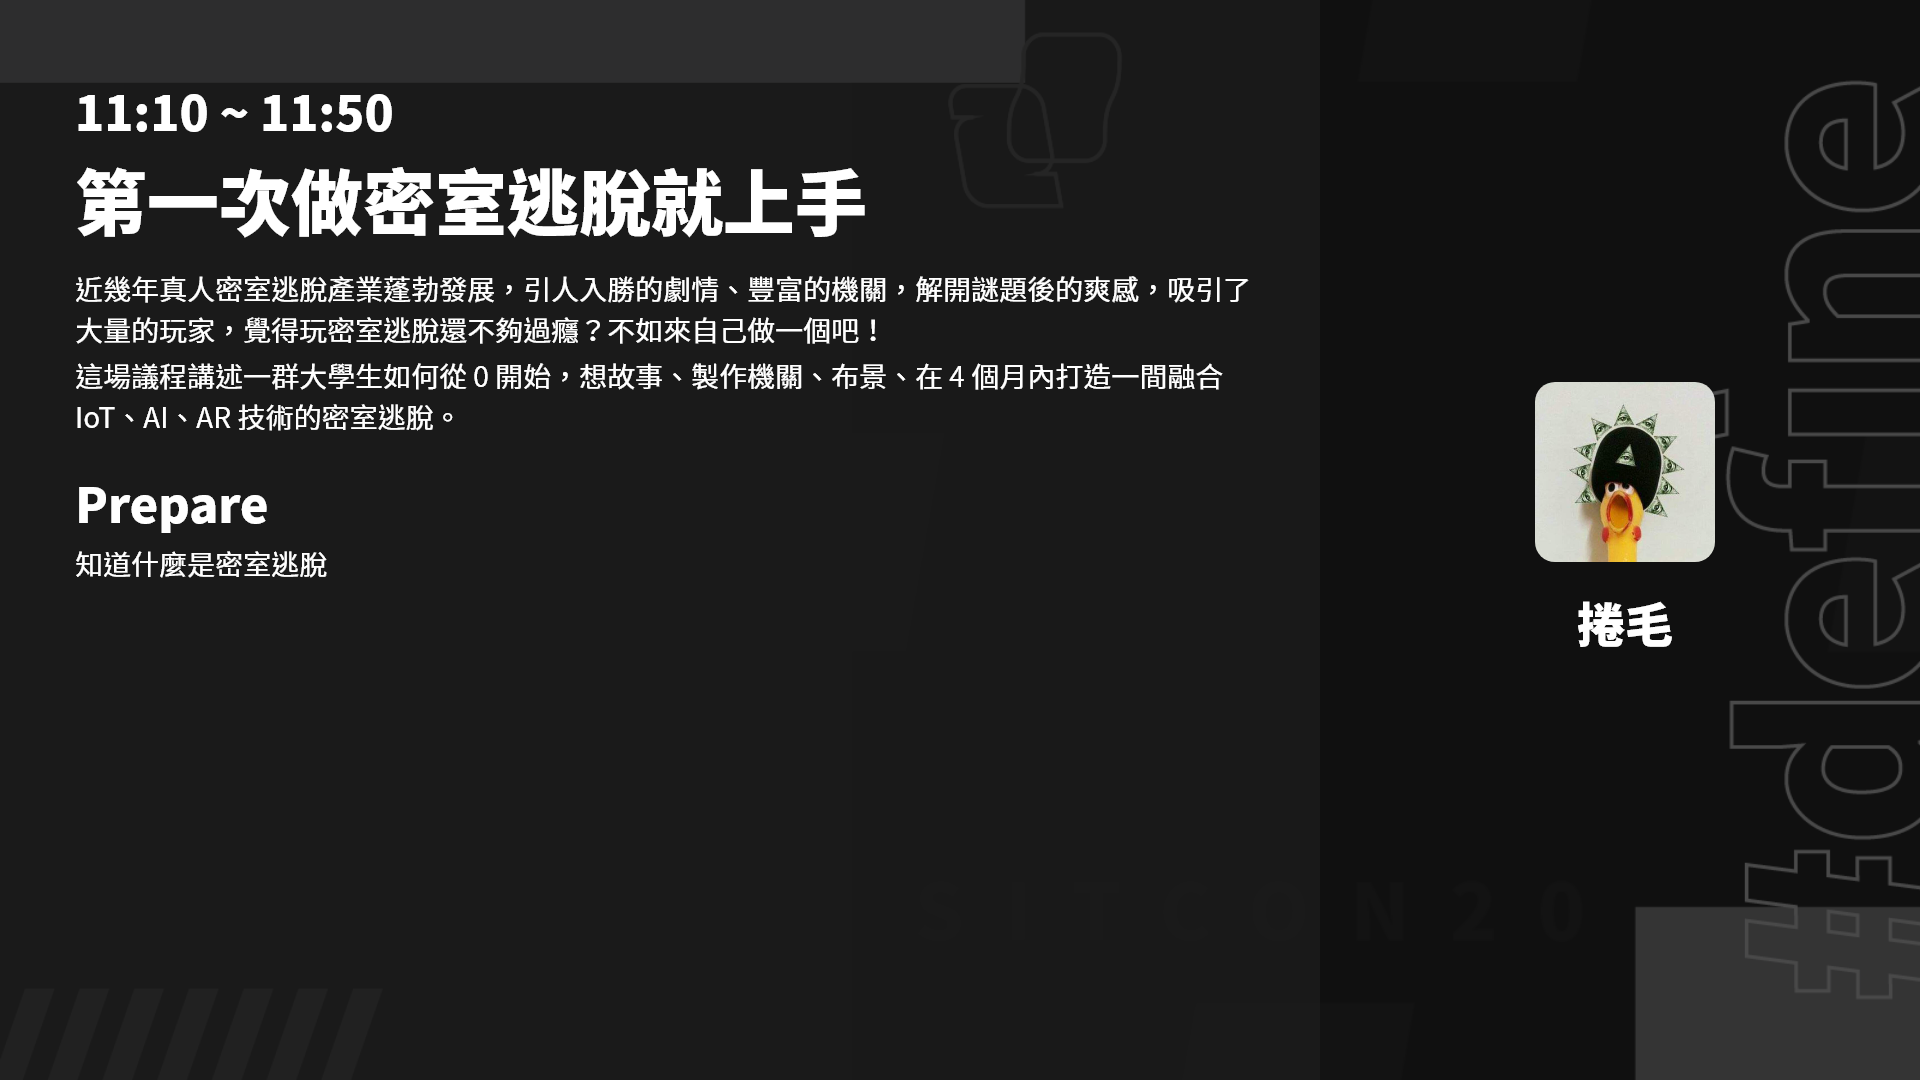 11:10 ~ 11:50
第一次做密室逃脫就上手
近幾年真人密室逃脫產業蓬勃發展，引人入勝的劇情、豐富的機關，解開謎題後的爽感，吸引了
大量的玩家，覺得玩密室逃脫還不夠過癮？不如來自己做一個吧！
這場議程講述一群大學生如何從 0 開始，想故事、製作機關、布景、在 4 個月內打造一間融合
IoT、AI、AR 技術的密室逃脫。
Prepare
知道什麼是密室逃脫
捲毛
#define
SITCON20